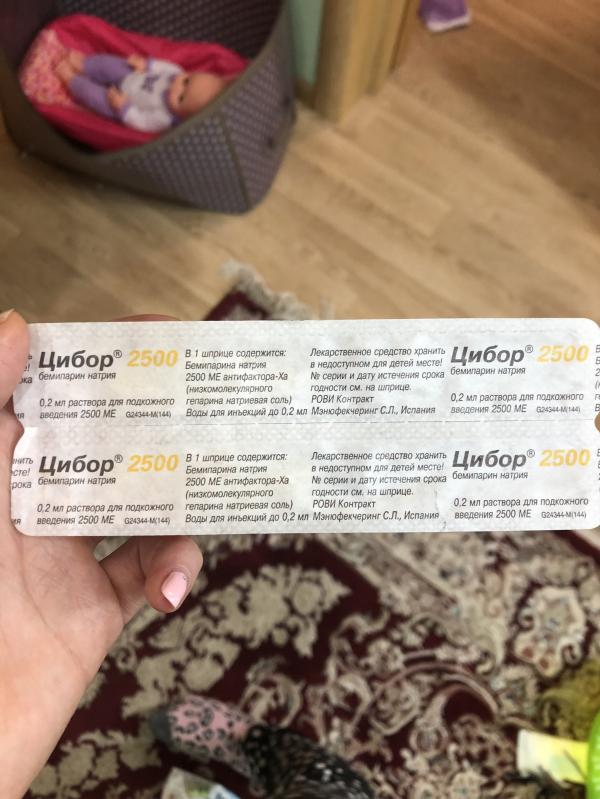 Цибор® 2500
бемипарин натрия
0,2 мл раствора для подкожного
введения 2500 МЕ G24344-M(144)
В 1 шприце содержится:
Бемипарина натрия
2500 МЕ антифактора-Ха
(низкомолекулярного
гепарина натриевая соль)
Воды для инъекций до 0,2 мл
Лекарственное средство хранить
в недоступном для детей месте!
№ серии и дату истечения срока
годности см. на шприце.
РОВИ Контракт
Мэнюфекчеринг С.Л., Испания
Цибор® 2500
бемипарин натрия
0,2 мл раствора для подкожного
введения 2500 МЕ G24344-M(144)
Цибор® 2500
бемипарин натрия
0,2 мл раствора для подкожного
введения 2500 МЕ G24344-M(144)
В 1 шприце содержится:
Бемипарина натрия
2500 МЕ антифактора-Ха
(низкомолекулярного
гепарина натриевая соль)
Воды для инъекций до 0,2 мл
Лекарственное средство хранить
в недоступном для детей месте!
№ серии и дату истечения срока
годности см. на шприце.
РОВИ Контракт
Мэнюфекчеринг С.Л., Испания
Цибор® 2500
бемипарин натрия
0,2 мл раствора для подкожного
введения 2500 МЕ G24344-M(144)